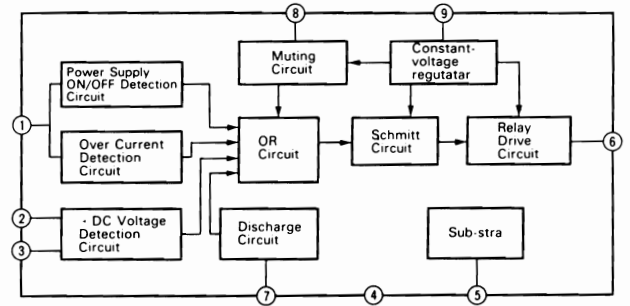 8
9
Power Supply
ON/OFF Detection
Circuit
Muting
Circuit
Constant-
voltage
regutatar
1
Over Current
Detection
Circuit
OR
Circuit
Schmitt
Circuit
Relay
Drive
Circuit
6
2
3
· DC Voltage
Detection
Circuit
Discharge
Circuit
Sub-stra
7
4
5